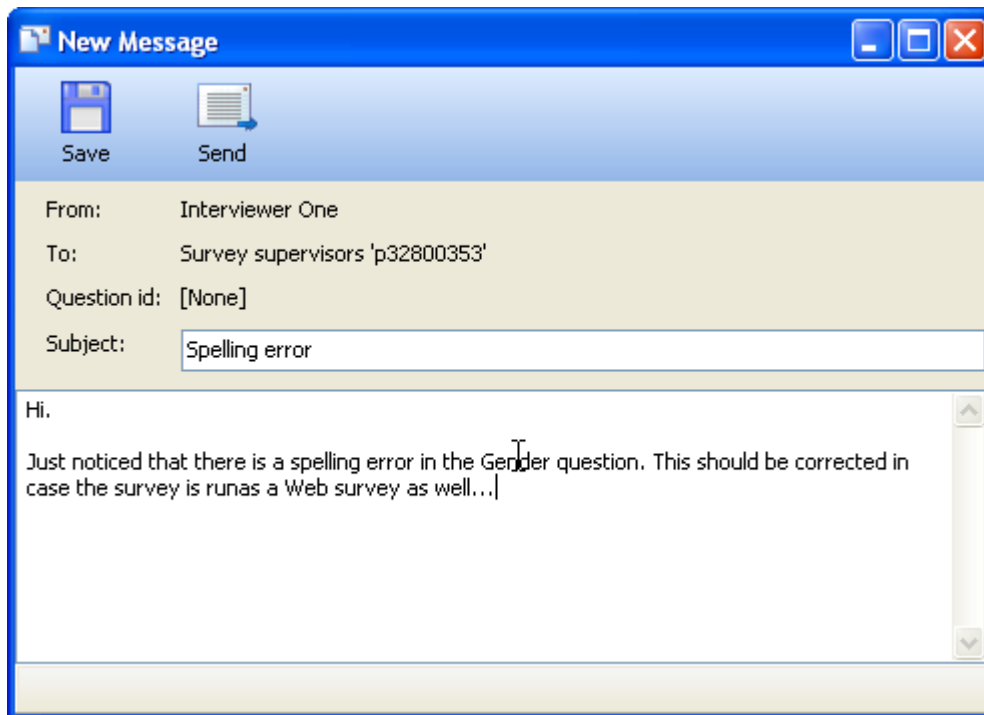 New Message
Save Send
From: Interviewer One
To: Survey supervisors 'p32800353'
Question id: [None]
Subject: Spelling error
Hi.
Just noticed that there is a spelling error in the Gender question. This should be corrected in
case the survey is runas a Web survey as well...